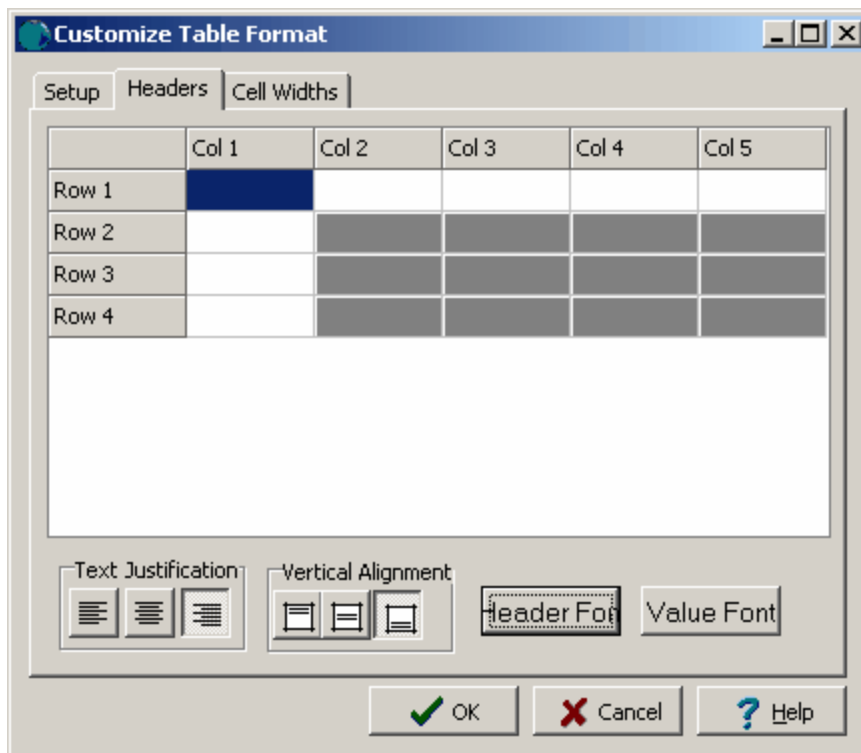 Customize Table Format
Setup Headers Cell Widths
Col 1 Col 2 Col 3 Col 4 Col 5
Row 1
Row 2
Row 3
Row 4
Text Justification Vertical Alignment
Header Font Value Font
OK Cancel Help